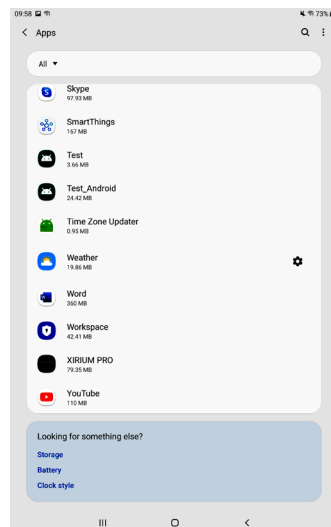 09:58
73%
Apps
All
Skype
97.93 MB
SmartThings
167 MB
Test
3.66 MB
Test_Android
24.42 MB
Time Zone Updater
0.95 MB
Weather
19.86 MB
Word
360 MB
Workspace
42.41 MB
XIRIUM PRO
79.35 MB
YouTube
110 MB
Looking for something else?
Storage
Battery
Clock style